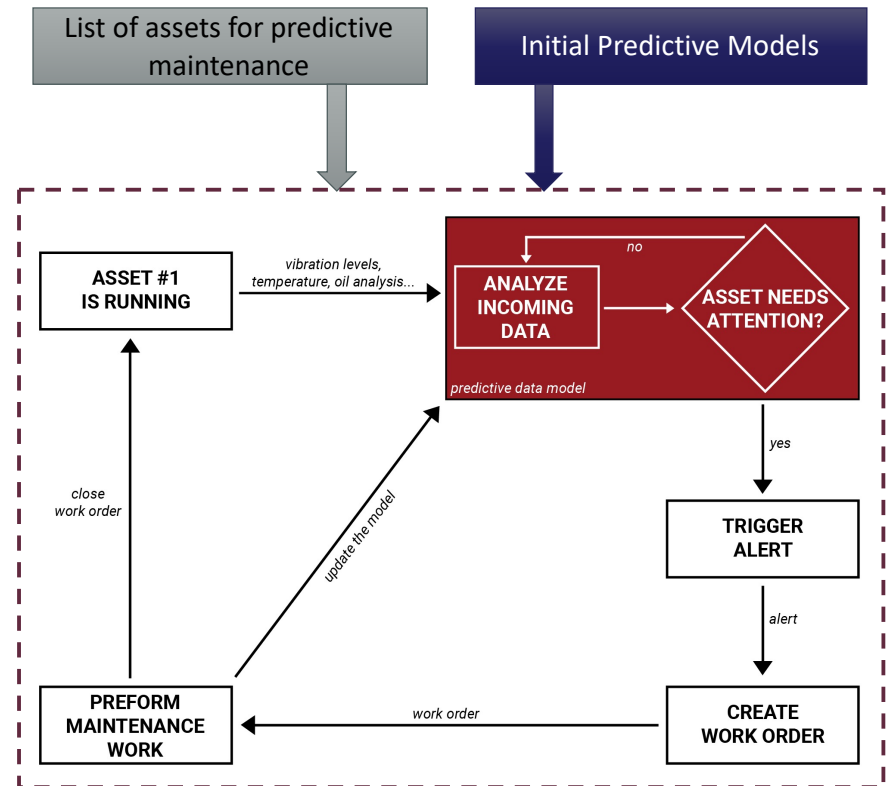 List of assets for predictive
maintenance
Initial Predictive Models
ASSET #1
IS RUNNING
vibration levels,
temperature, oil analysis...
no
ANALYZE
INCOMING
DATA
ASSET NEEDS
ATTENTION?
predictive data model
yes
close
work order
update the model
TRIGGER
ALERT
alert
PREFORM
MAINTENANCE
WORK
work order
CREATE
WORK ORDER